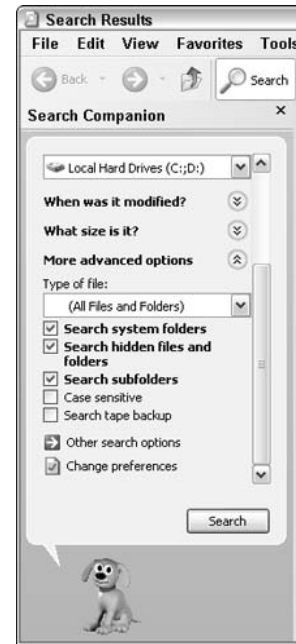 Search Results
File Edit View Favorites Tools
Back Search
Search Companion
Local Hard Drives (C:;D:)
When was it modified?
What size is it?
More advanced options
Type of file:
(All Files and Folders)
Search system folders
Search hidden files and
folders
Search subfolders
Case sensitive
Search tape backup
Other search options
Change preferences
Search